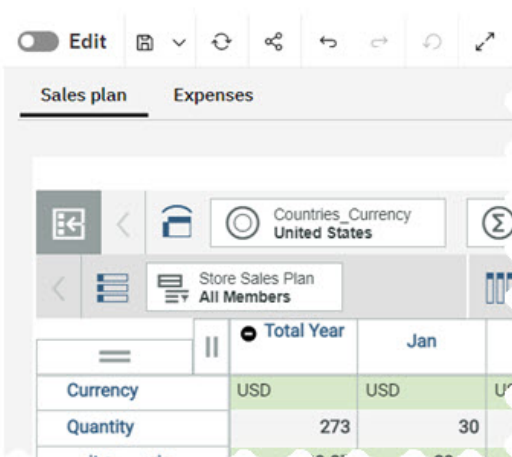 Edit
Sales plan Expenses
Countries_Currency
United States
Store Sales Plan
All Members
Total Year Jan
Currency USD USD
Quantity 273 30